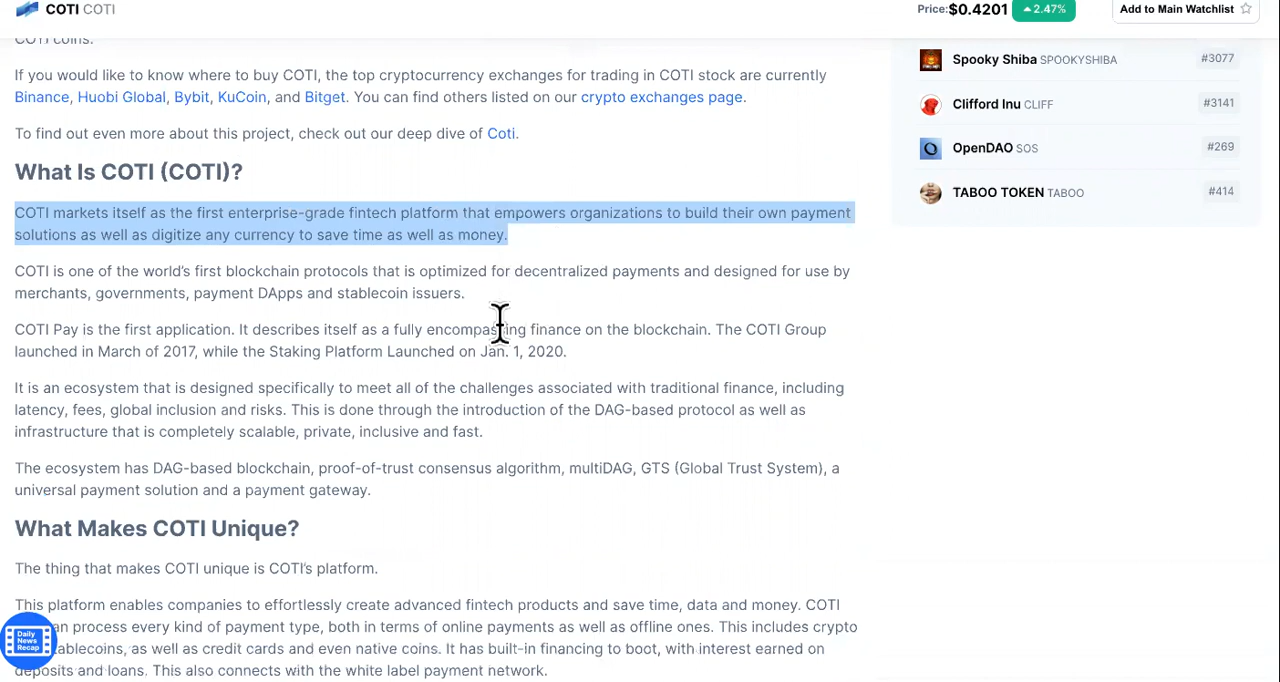 COTI COTI
Price: $0.4201 2.47% Add to Main Watchlist
COTI coins.
If you would like to know where to buy COTI, the top cryptocurrency exchanges for trading in COTI stock are currently
Binance, Huobi Global, Bybit, KuCoin, and Bitget. You can find others listed on our crypto exchanges page.
To find out even more about this project, check out our deep dive of Coti.
What Is COTI (COTI)?
COTI markets itself as the first enterprise-grade fintech platform that empowers organizations to build their own payment
solutions as well as digitize any currency to save time as well as money.
COTI is one of the world's first blockchain protocols that is optimized for decentralized payments and designed for use by
merchants, governments, payment DApps and stablecoin issuers.
COTI Pay is the first application. It describes itself as a fully encompassing finance on the blockchain. The COTI Group
launched in March of 2017, while the Staking Platform Launched on Jan. 1, 2020.
It is an ecosystem that is designed specifically to meet all of the challenges associated with traditional finance, including
latency, fees, global inclusion and risks. This is done through the introduction of the DAG-based protocol as well as
infrastructure that is completely scalable, private, inclusive and fast.
The ecosystem has DAG-based blockchain, proof-of-trust consensus algorithm, multiDAG, GTS (Global Trust System), a
universal payment solution and a payment gateway.
What Makes COTI Unique?
The thing that makes COTI unique is COTI's platform.
This platform enables companies to effortlessly create advanced fintech products and save time, data and money. COTI
an process every kind of payment type, both in terms of online payments as well as offline ones. This includes crypto
ablecoins, as well as credit cards and even native coins. It has built-in financing to boot, with interest earned on
deposits and loans. This also connects with the white label payment network.
Daily
News
Recap
Spooky Shiba SPOOKYSHIBA #3077
Clifford Inu CLIFF #3141
OpenDAO SOS #269
TABOO TOKEN TABOO #414